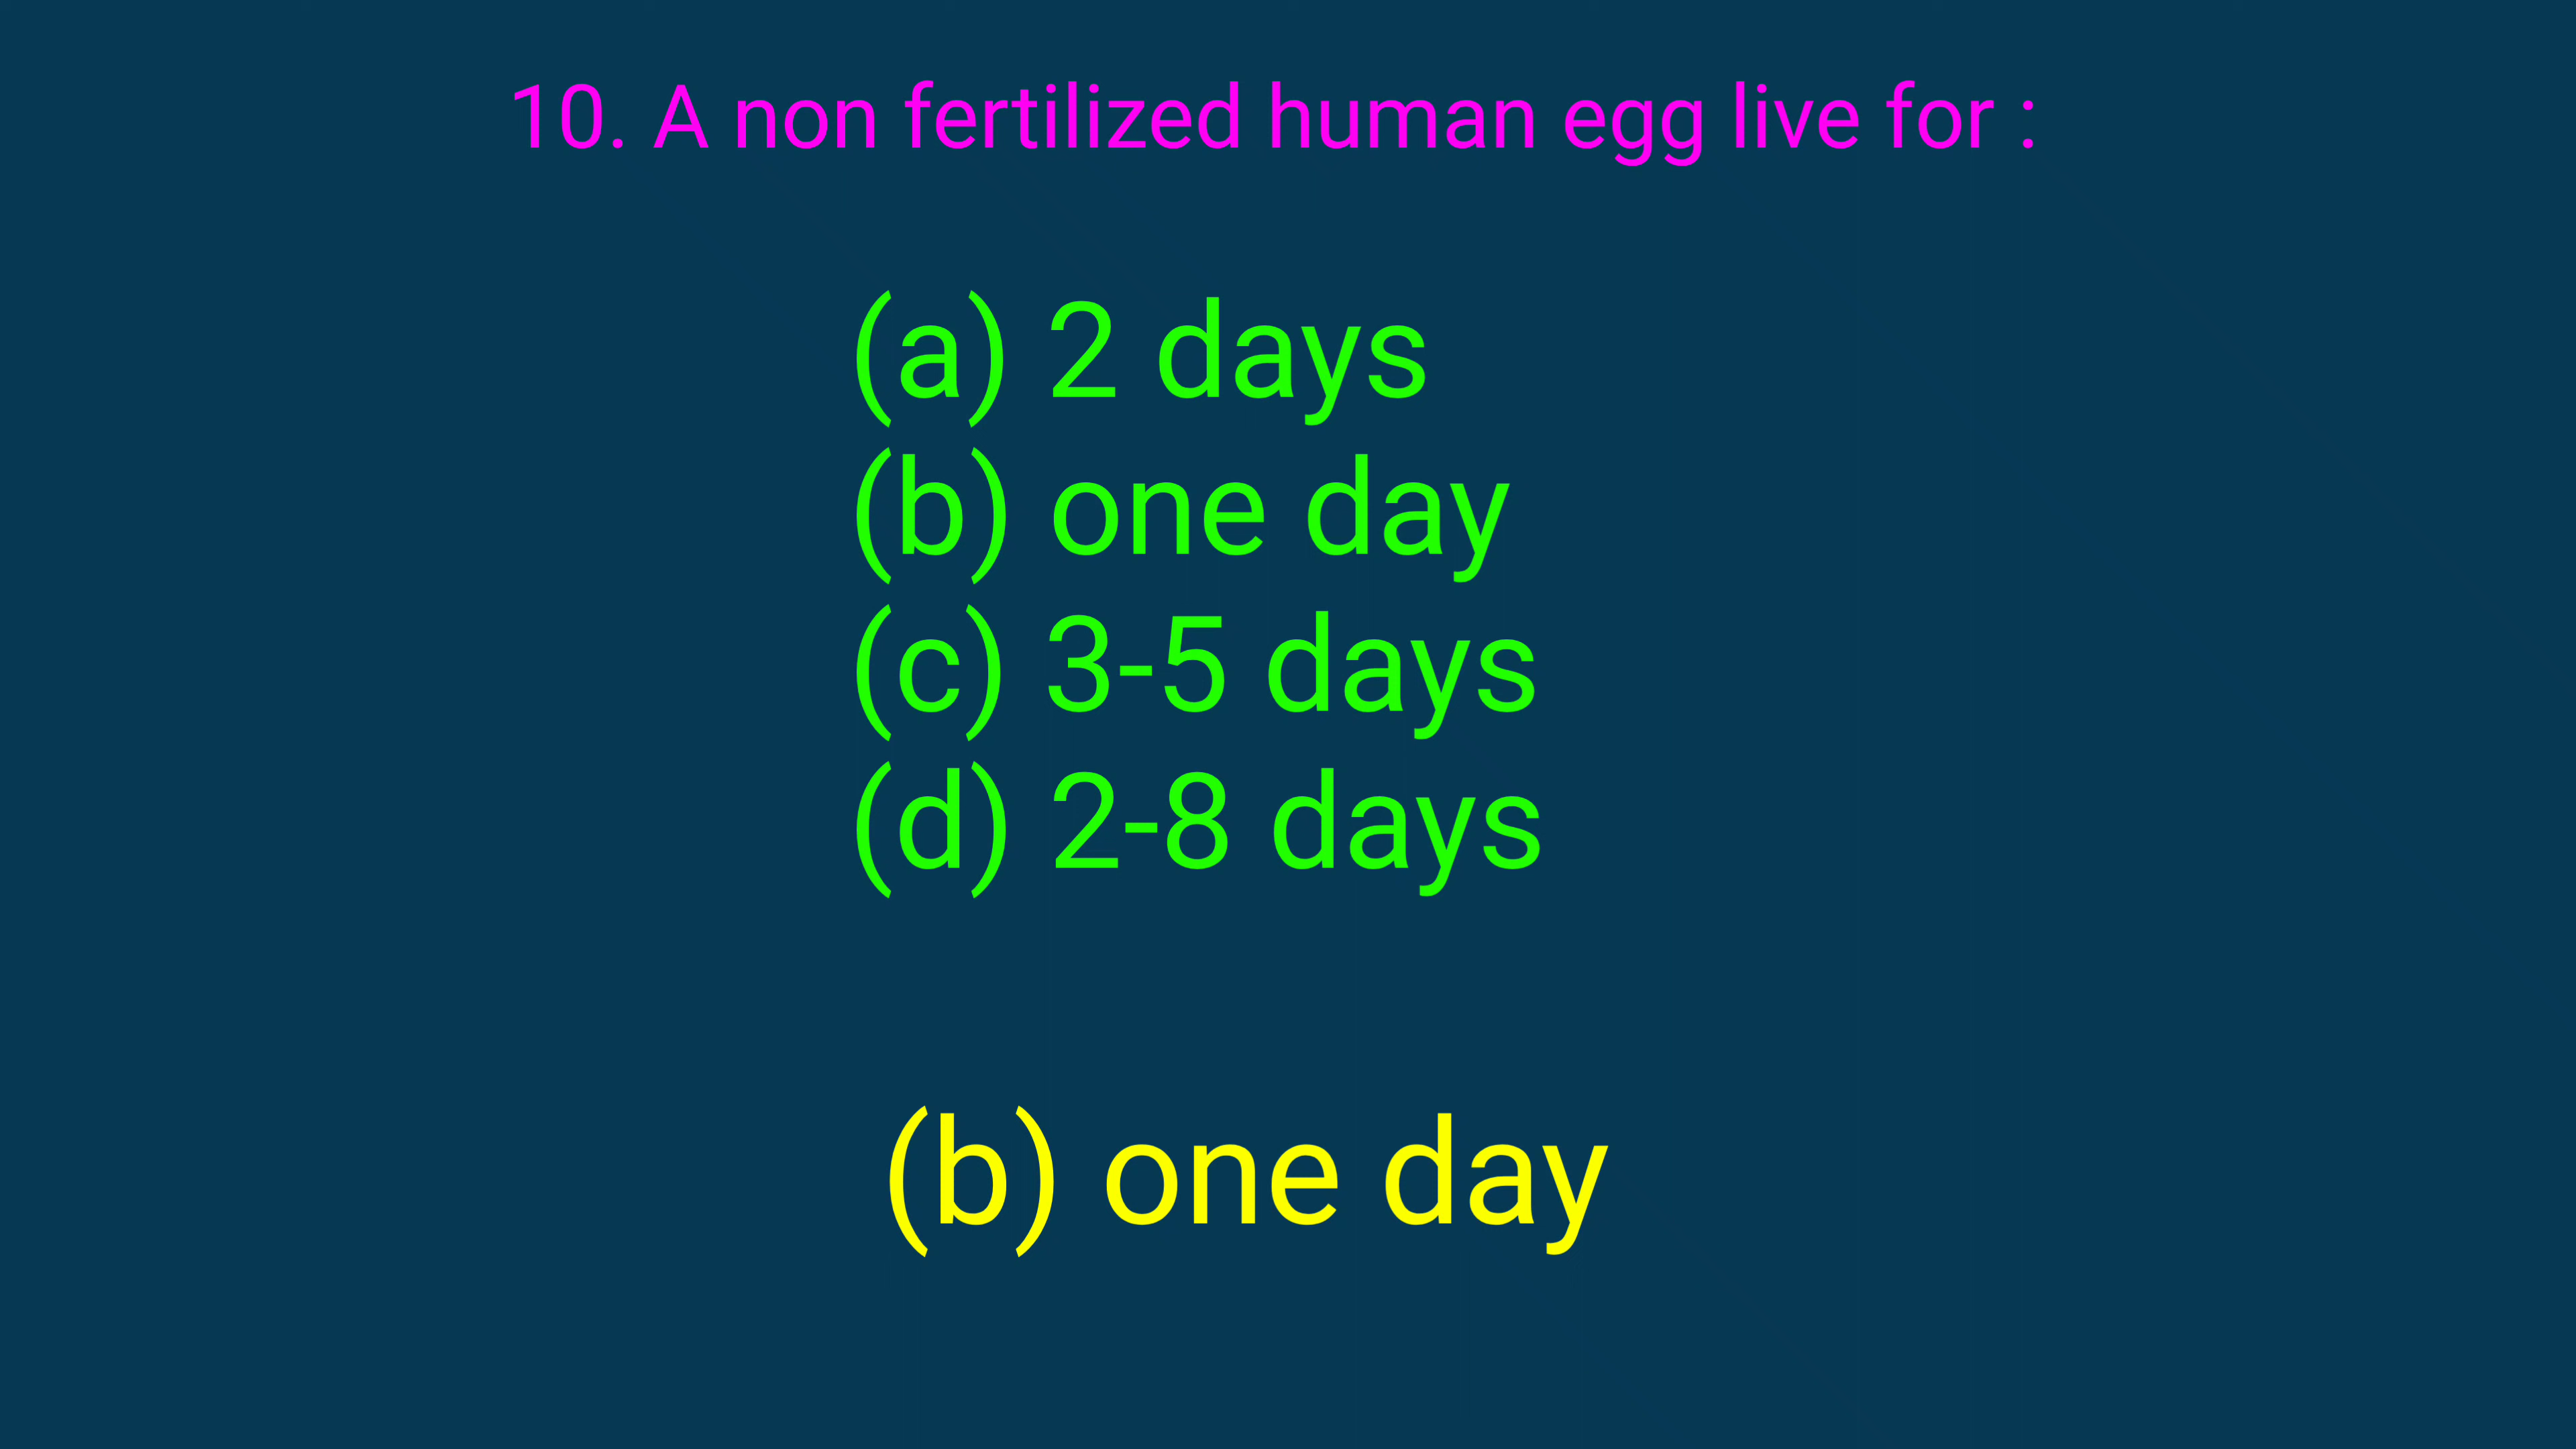 10. A non fertilized human egg live for :
(a) 2 days
(b) one day
(c) 3-5 days
(d) 2-8 days
(b) one day